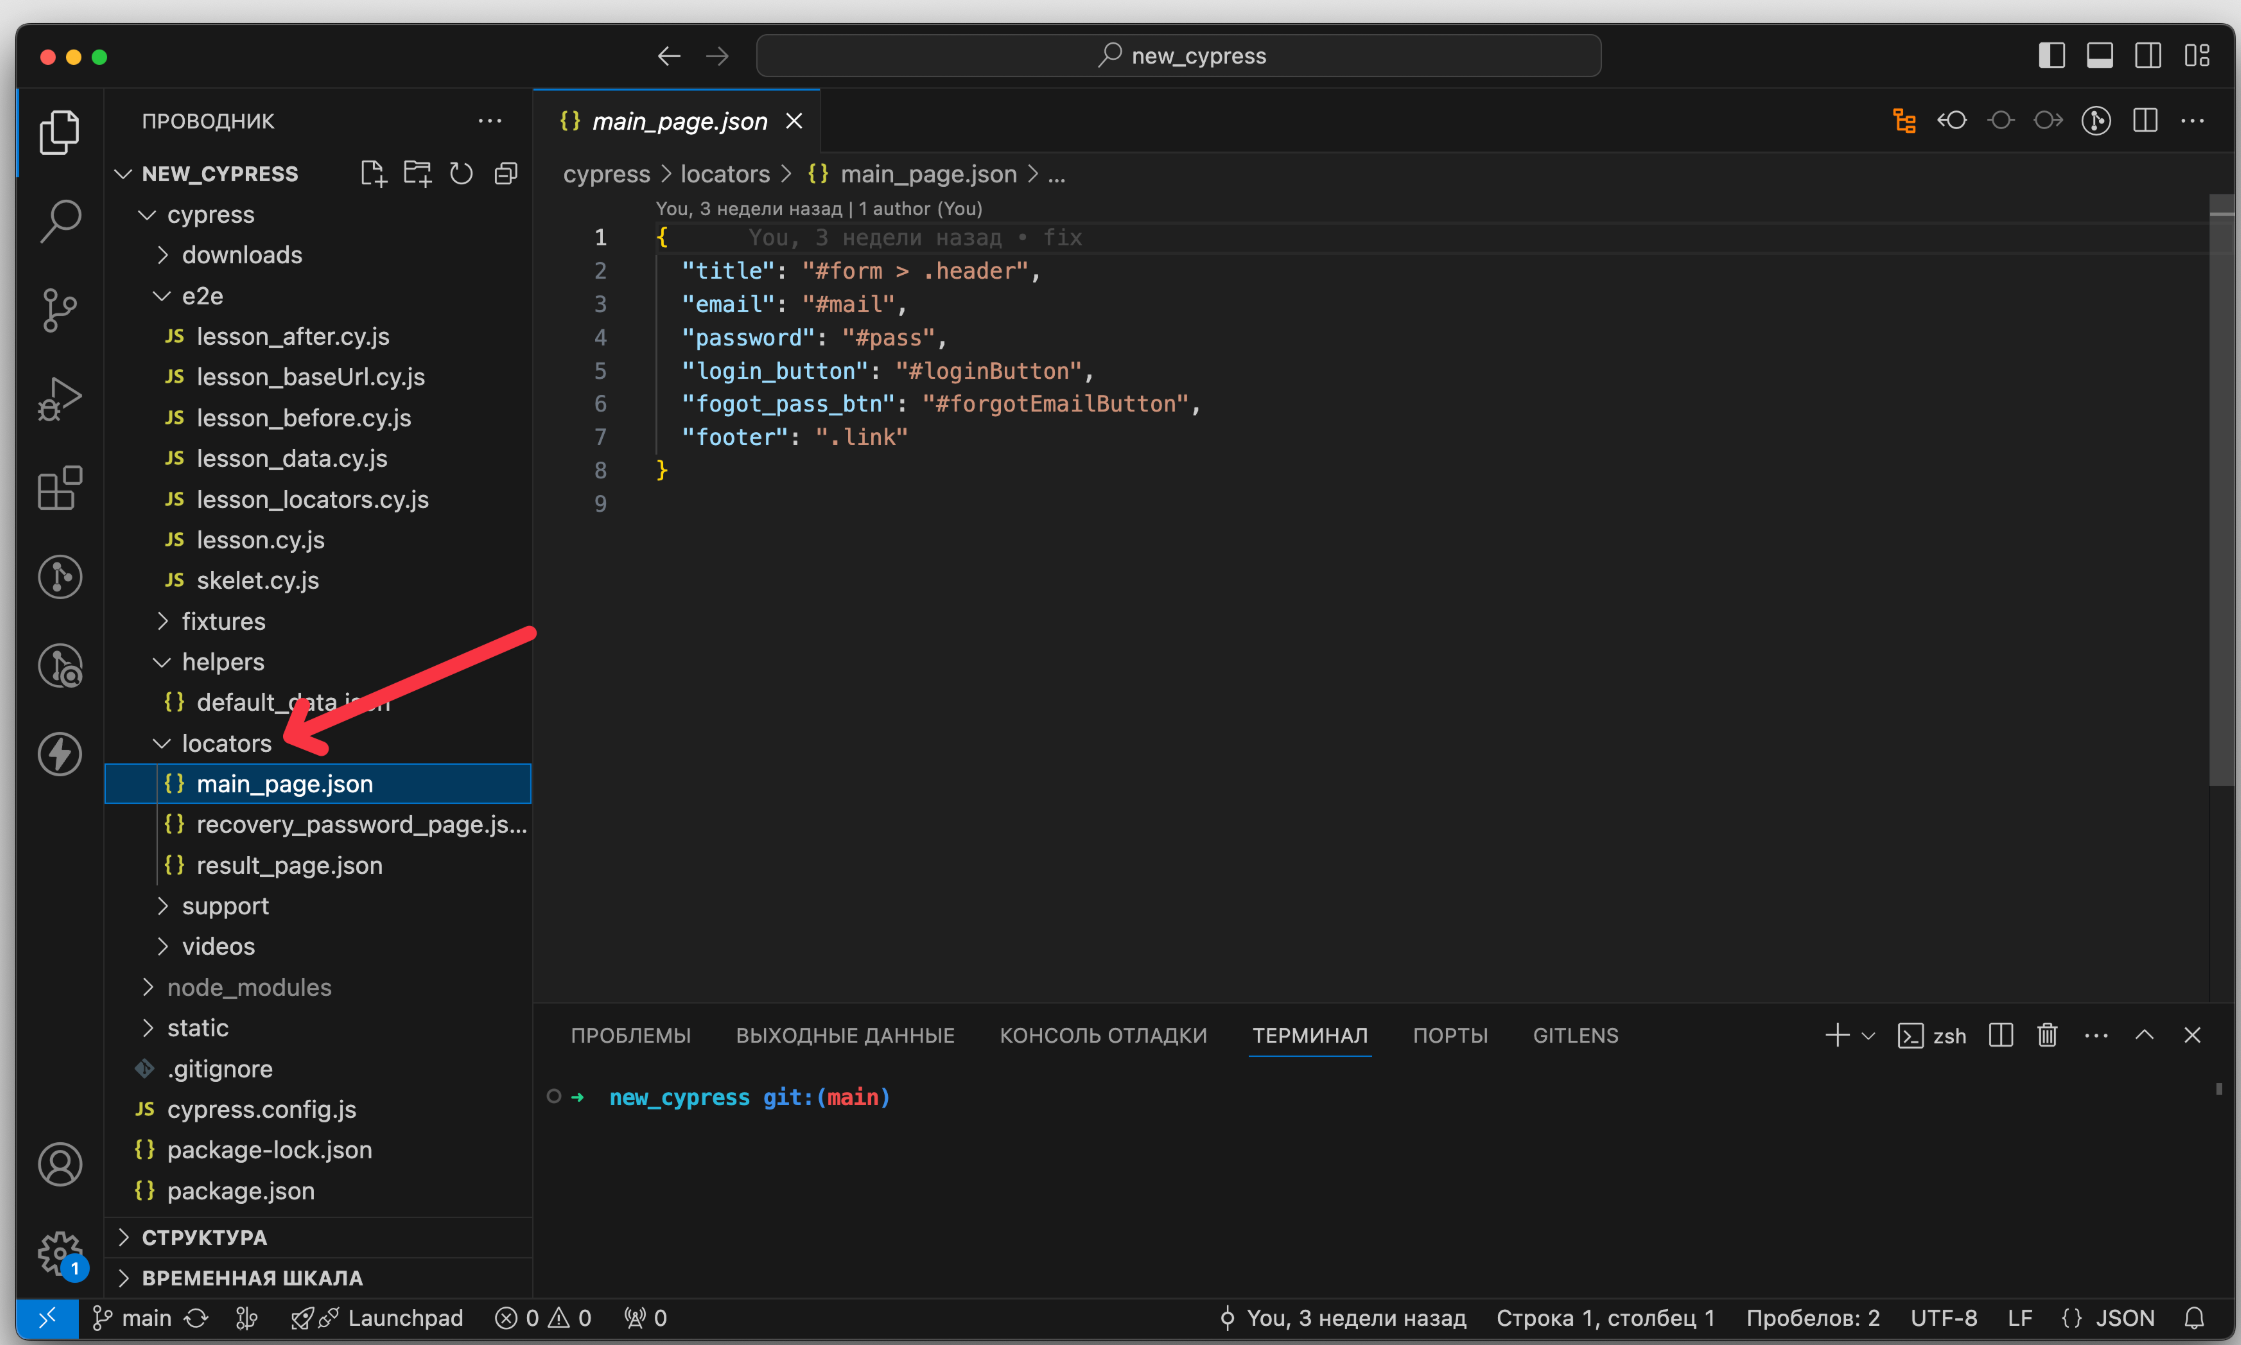 new_cypress
ПРОВОДНИК
NEW_CYPRESS
cypress
downloads
e2e
JS lesson_after.cy.js
JS lesson_baseUrl.cy.js
JS lesson_before.cy.js
JS lesson_data.cy.js
JS lesson_locators.cy.js
JS lesson.cy.js
JS skelet.cy.js
fixtures
helpers
{} default_data.json
locators
{} main_page.json
{} recovery_password_page.js...
{} result_page.json
support
videos
node_modules
static
.gitignore
JS cypress.config.js
{} package-lock.json
{} package.json
СТРУКТУРА
ВРЕМЕННАЯ ШКАЛА
1
{} main_page.json
cypress > locators > {} main_page.json > ...
You, 3 недели назад | 1 author (You)
1 { You, 3 недели назад • fix
2 "title": "#form > .header",
3 "email": "#mail",
4 "password": "#pass",
5 "login_button": "#loginButton",
6 "fogot_pass_btn": "#forgotEmailButton",
7 "footer": ".link"
8 }
9
ПРОБЛЕМЫ ВЫХОДНЫЕ ДАННЫЕ КОНСОЛЬ ОТЛАДКИ ТЕРМИНАЛ ПОРТЫ GITLENS zsh
➜ new_cypress git:(main)
main Launchpad 0 0 0 You, 3 недели назад Строка 1, столбец 1 Пробелов: 2 UTF-8 LF {} JSON